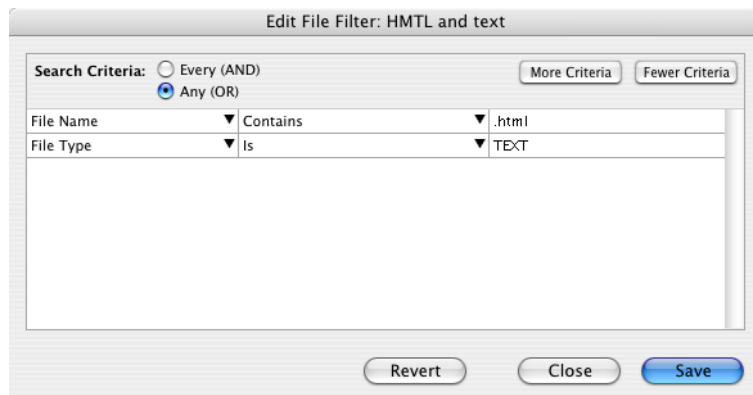 Edit File Filter: HMTL and text
Search Criteria: Every (AND) More Criteria Fewer Criteria
Any (OR)
File Name Contains .html
File Type Is TEXT
Revert Close Save